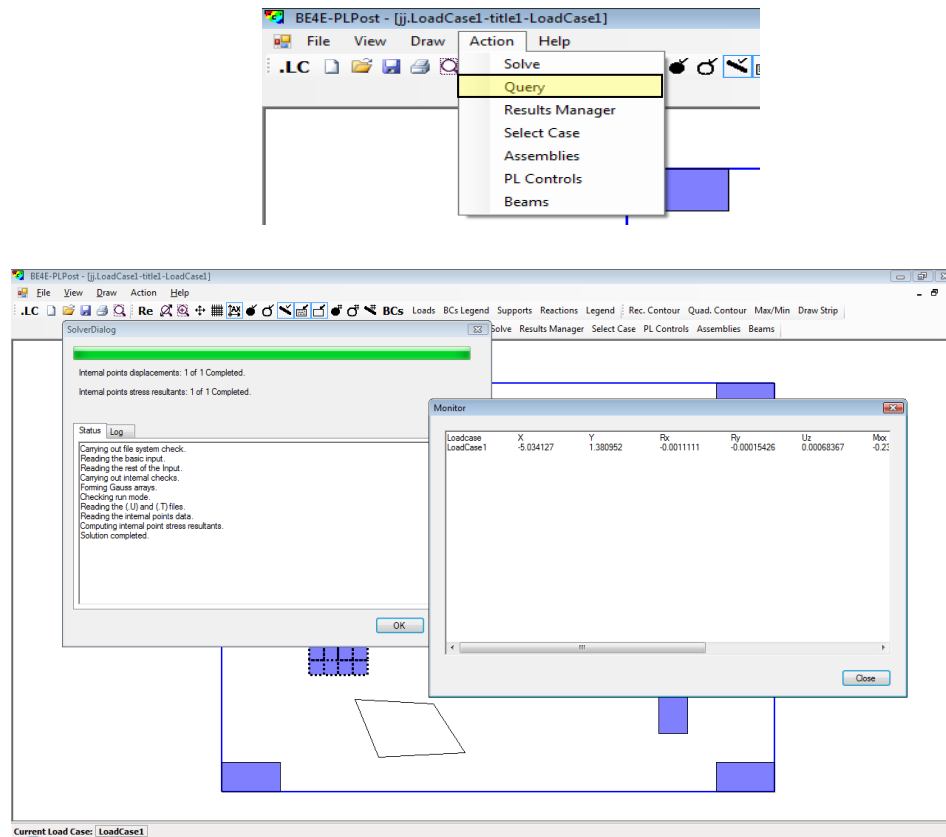 BE4E-PLPost - [jj.LoadCase1-title1-LoadCase1]
File View Draw Action Help
.LC
Solve
Query
Results Manager
Select Case
Assemblies
PL Controls
Beams
BE4E-PLPost - [jj.LoadCase1-title1-LoadCase1]
File View Draw Action Help
.LC Re BCs Loads BCs Legend Supports Reactions Legend Rec. Contour Quad. Contour Max/Min Draw Strip
Solve Results Manager Select Case PL Controls Assemblies Beams
SolverDialog
Internal points displacements: 1 of 1 Completed.
Internal points stress resultants: 1 of 1 Completed.
Status Log
Carrying out file system check.
Reading the basic input.
Reading the rest of the Input.
Carrying out internal checks.
Forming Gauss arrays.
Checking run mode.
Reading the (.U) and (.T) files.
Reading the internal points data.
Computing internal point stress resultants.
Solution completed.
OK
Monitor
Loadcase X Y Rx Ry Uz Mxx
LoadCase1 -5.034127 1.380952 -0.0011111 -0.00015426 0.00068367 -0.23
Close
Current Load Case: LoadCase1